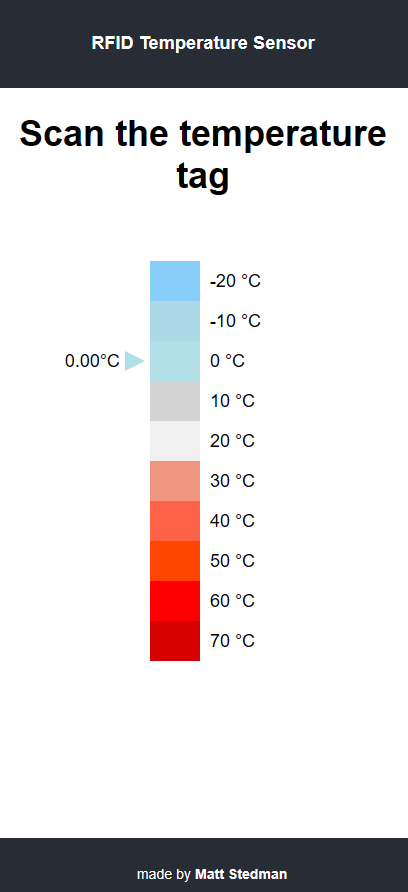 RFID Temperature Sensor
Scan the temperature
tag
-20 °C
-10 °C
0.00°C 0 °C
10 °C
20 °C
30 °C
40 °C
50 °C
60 °C
70 °C
made by Matt Stedman